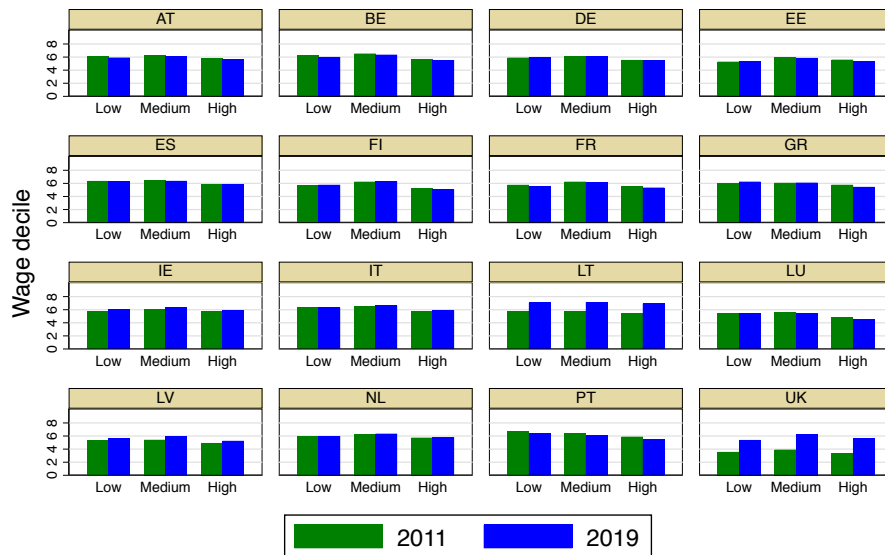 AT BE DE EE
0 2 4 6 8
Low Medium High Low Medium High Low Medium High Low Medium High
ES FI FR GR
0 2 4 6 8
Low Medium High Low Medium High Low Medium High Low Medium High
IE IT LT LU
0 2 4 6 8
Low Medium High Low Medium High Low Medium High Low Medium High
LV NL PT UK
0 2 4 6 8
Low Medium High Low Medium High Low Medium High Low Medium High
Wage decile
2011 2019